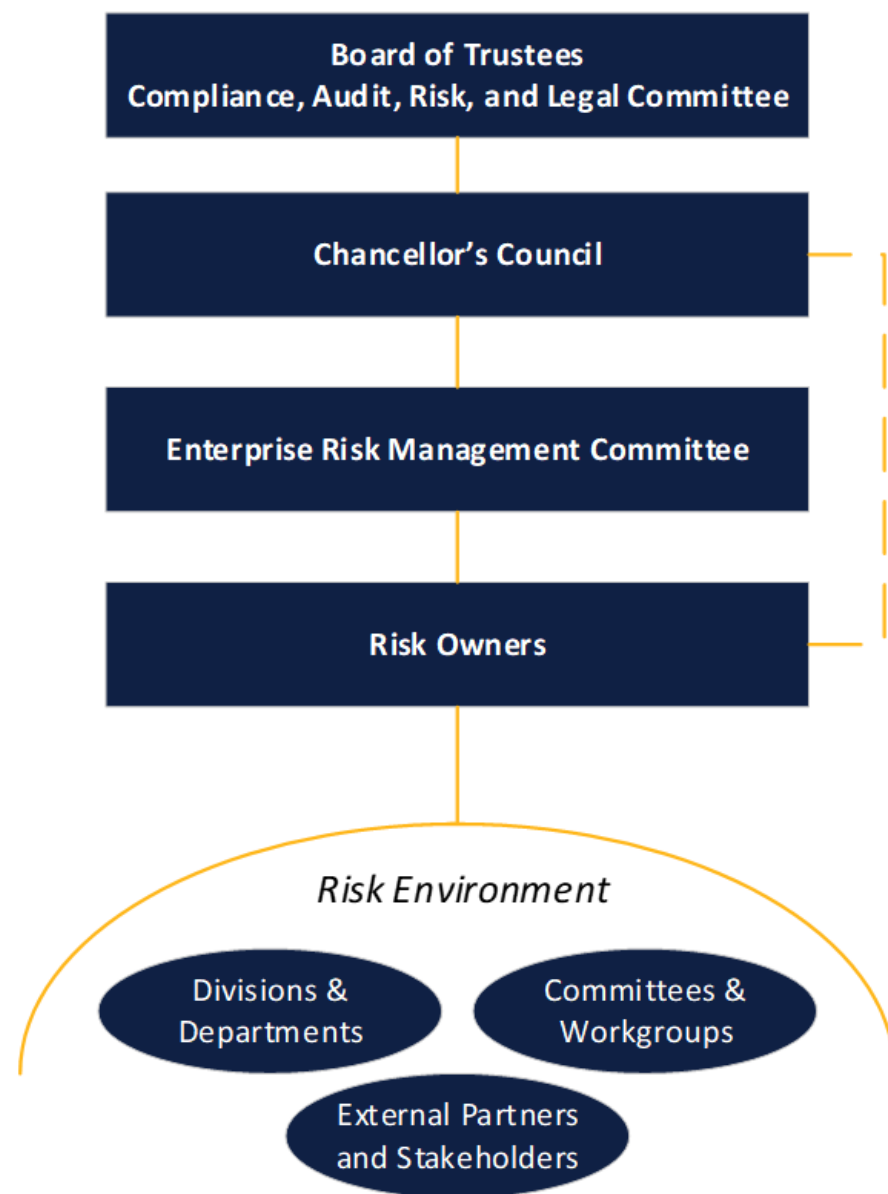 Board of Trustees
Compliance, Audit, Risk, and Legal Committee
Chancellor’s Council
Enterprise Risk Management Committee
Risk Owners
Risk Environment
Divisions &
Departments
Committees &
Workgroups
External Partners
and Stakeholders